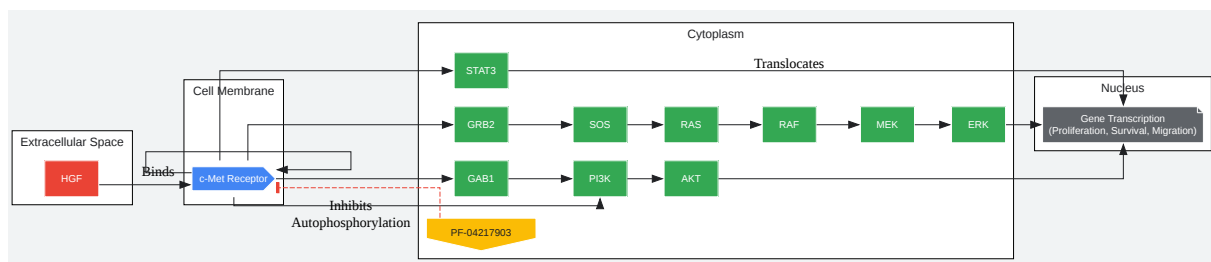 Cytoplasm
STAT3
Translocates
Cell Membrane
Nucleus
GRB2
SOS
RAS
RAF
MEK
ERK
Gene Transcription
(Proliferation, Survival, Migration)
Extracellular Space
HGF
Binds
c-Met Receptor
GAB1
PI3K
AKT
Inhibits
Autophosphorylation
PF-04217903